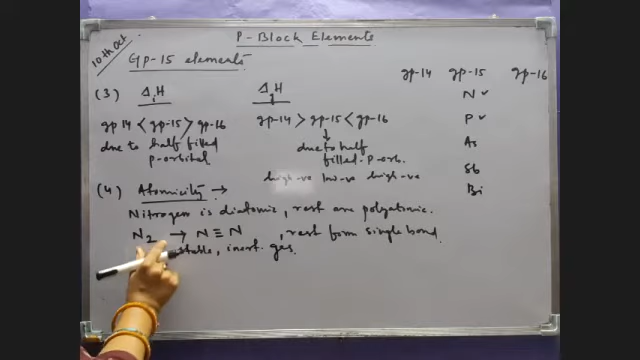 10th Oct
P-Block Elements
GP-15 elements
gp-14 gp-15 gp-16
N ✓
P ✓
As
Sb
Bi
(3) ΔiH
gp 14 < gp-15 > gp-16
due to half filled
p-orbital
gp-14 > gp-15 < gp-16
↓
due to half
filled-p-orb.
high-ve low-ve high-ve
(4) Atomicity →
Nitrogen is diatomic, rest are polyatomic.
N2 → N ≡ N , rest form single bond
stable, inert gas.